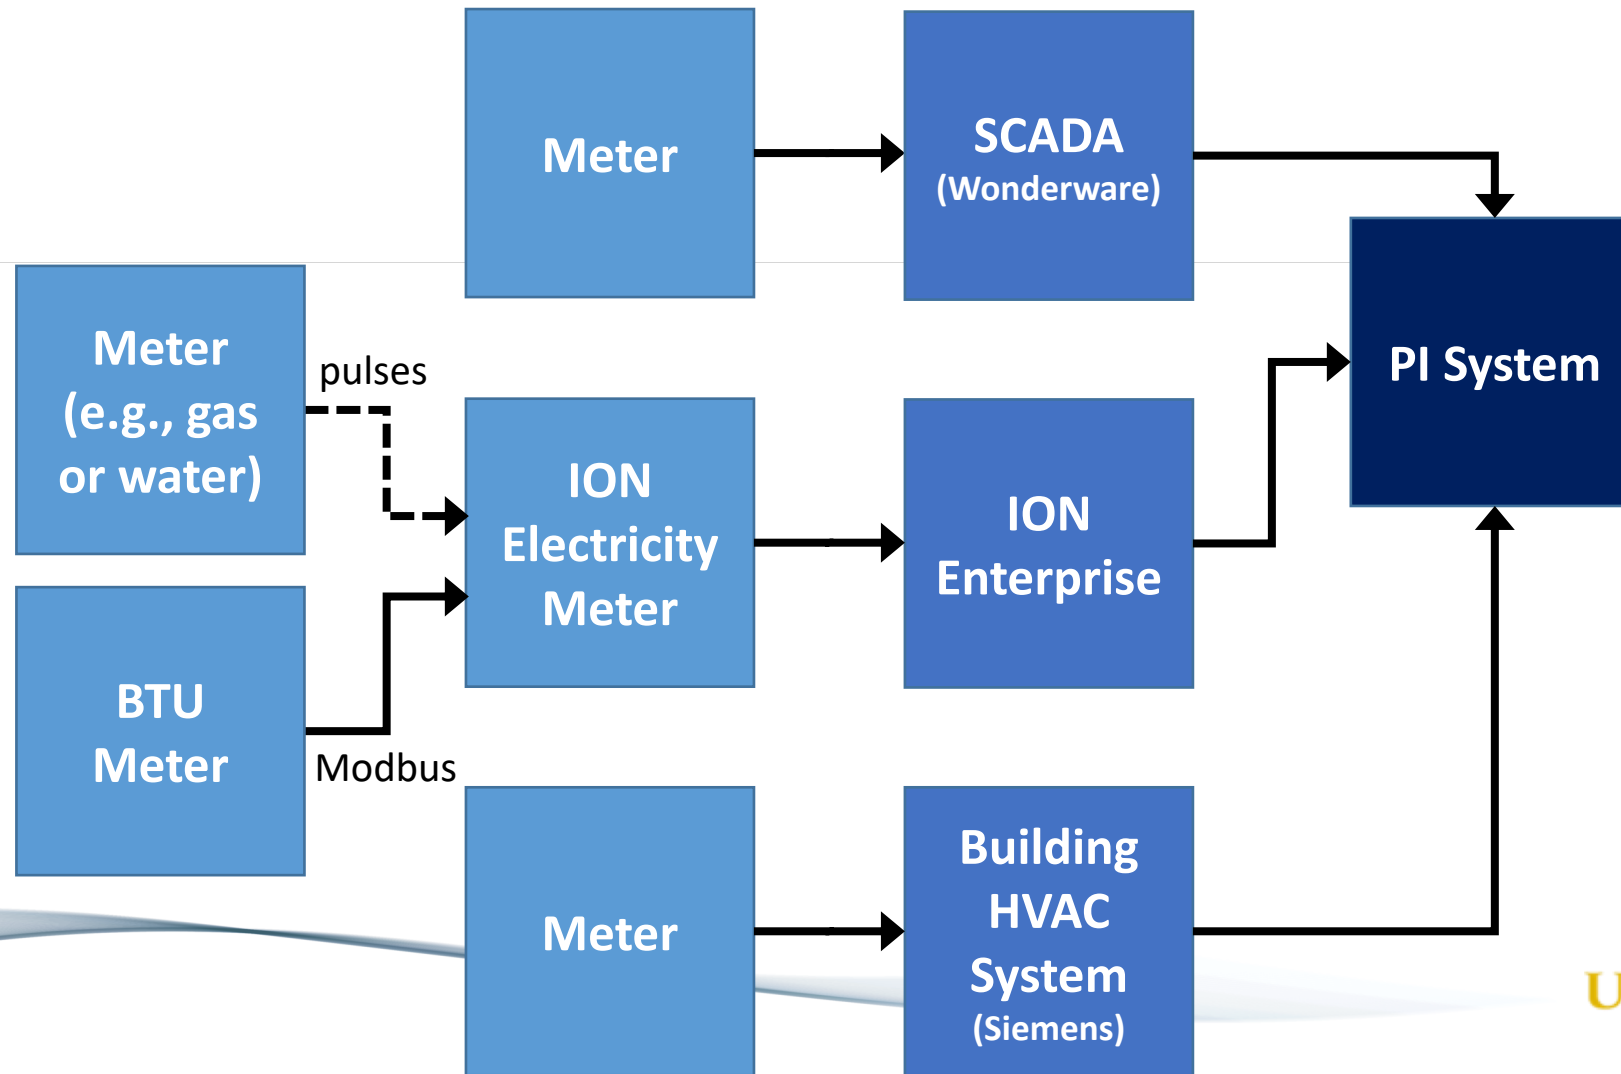 Meter
SCADA
(Wonderware)
PI System
Meter
(e.g., gas
or water)
pulses
ION
Electricity
Meter
ION
Enterprise
BTU
Meter
Modbus
Meter
Building
HVAC
System
(Siemens)
U